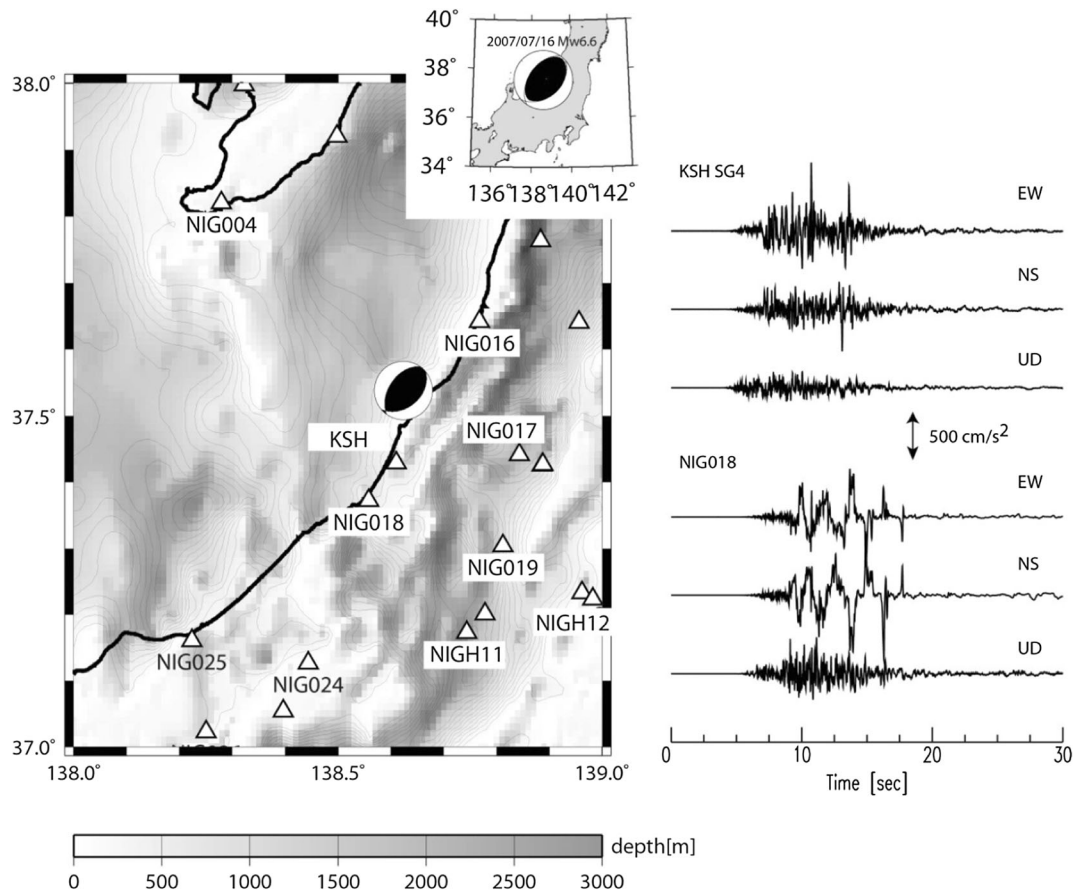 40°
38°
36°
34°
2007/07/16 Mw6.6
136° 138° 140° 142°
38.0°
37.5°
37.0°
138.0°
138.5°
139.0°
NIG004
NIG016
KSH
NIG017
NIG018
NIG019
NIGH12
NIGH11
NIG025
NIG024
0 500 1000 1500 2000 2500 3000
depth[m]
KSH SG4
EW
NS
UD
500 cm/s²
NIG018
EW
NS
UD
0 10 20 30
Time [sec]